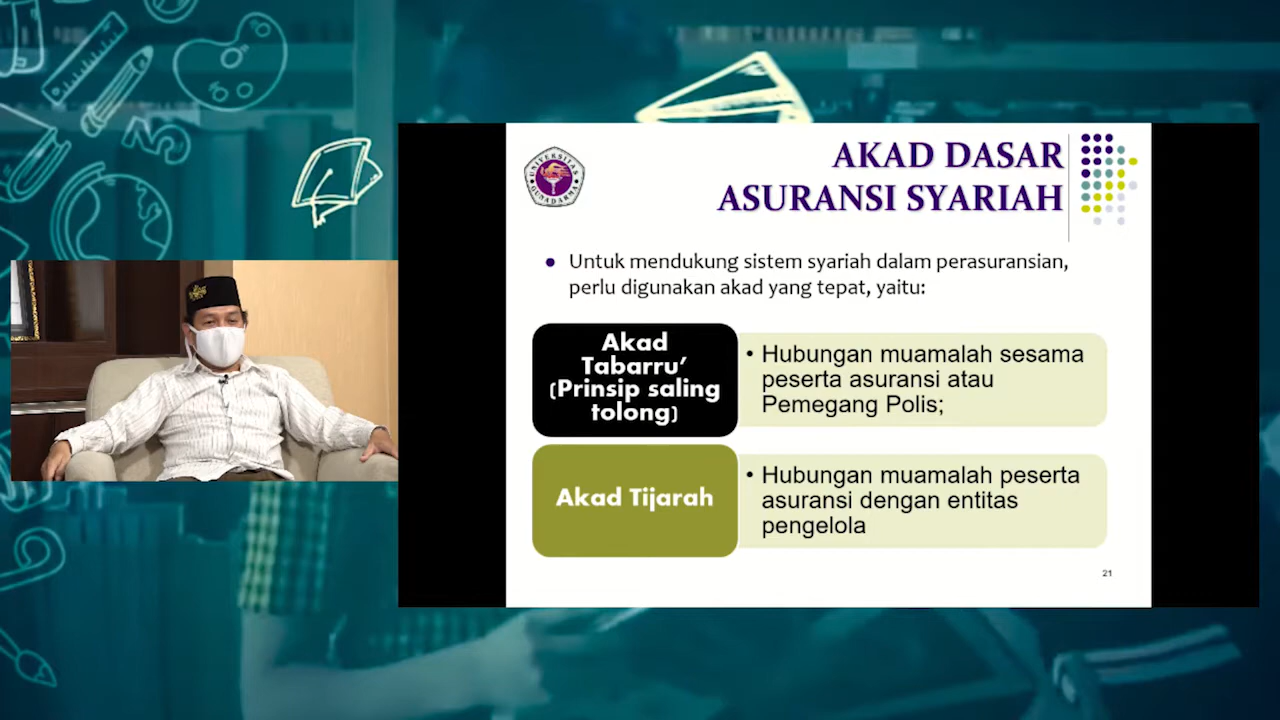 UNIVERSITAS GUNADARMA
AKAD DASAR
ASURANSI SYARIAH
• Untuk mendukung sistem syariah dalam perasuransian,
perlu digunakan akad yang tepat, yaitu:
Akad
Tabarru’
(Prinsip saling
tolong)
• Hubungan muamalah sesama
peserta asuransi atau
Pemegang Polis;
Akad Tijarah
• Hubungan muamalah peserta
asuransi dengan entitas
pengelola
21